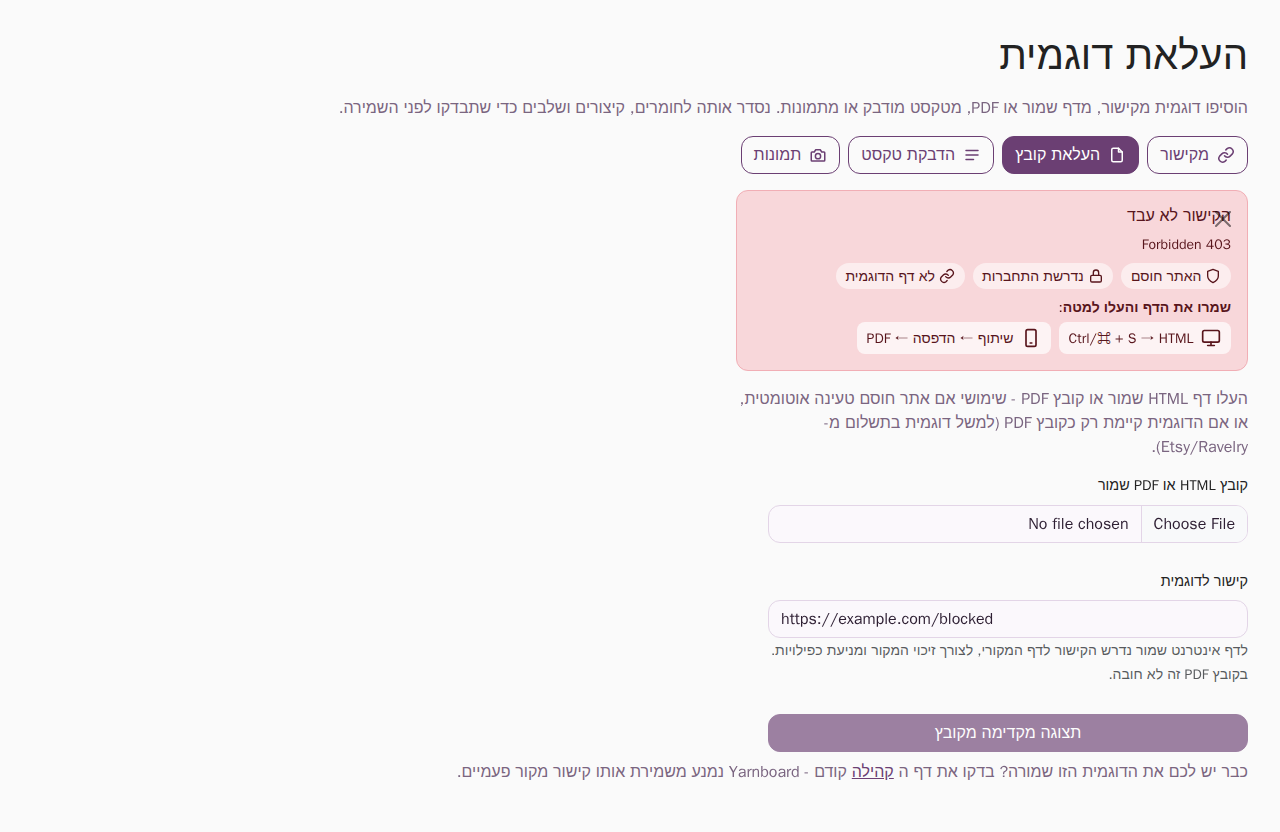 העלאת דוגמית
הוסיפו דוגמית מקישור, מדף שמור או PDF, מטקסט מודבק או מתמונות. נסדר אותה לחומרים, קיצורים ושלבים כדי שתבדקו לפני השמירה.
מקישור
העלאת קובץ
הדבקת טקסט
תמונות
הקישור לא עבד
403 Forbidden
האתר חוסם
נדרשת התחברות
לא דף הדוגמית
שמרו את הדף והעלו למטה:
Ctrl/⌘ + S → HTML
שיתוף ← הדפסה ← PDF
העלו דף HTML שמור או קובץ PDF - שימושי אם אתר חוסם טעינה אוטומטית,
או אם הדוגמית קיימת רק כקובץ PDF (למשל דוגמית בתשלום מ-
Etsy/Ravelry).
קובץ HTML או PDF שמור
Choose File
No file chosen
קישור לדוגמית
https://example.com/blocked
לדף אינטרנט שמור נדרש הקישור לדף המקורי, לצורך זיכוי המקור ומניעת כפילויות.
בקובץ PDF זה לא חובה.
תצוגה מקדימה מקובץ
כבר יש לכם את הדוגמית הזו שמורה? בדקו את דף ה קהילה קודם - Yarnboard נמנע משמירת אותו קישור מקור פעמיים.